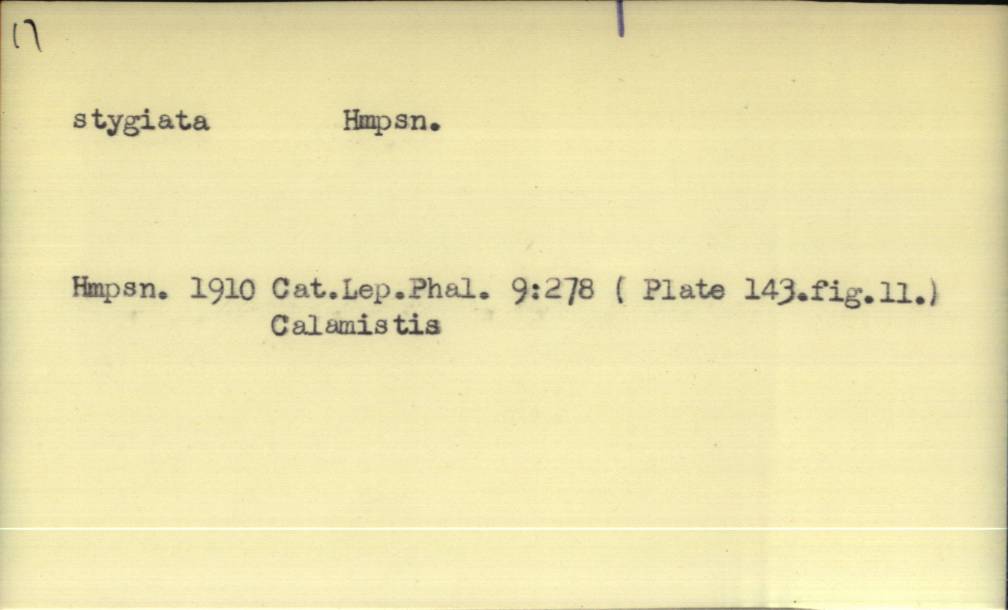 17
stygiata Hmpsn.
Hmpsn. 1910 Cat.Lep.Phal. 9:278 ( Plate 143.fig.11.)
Calamistis